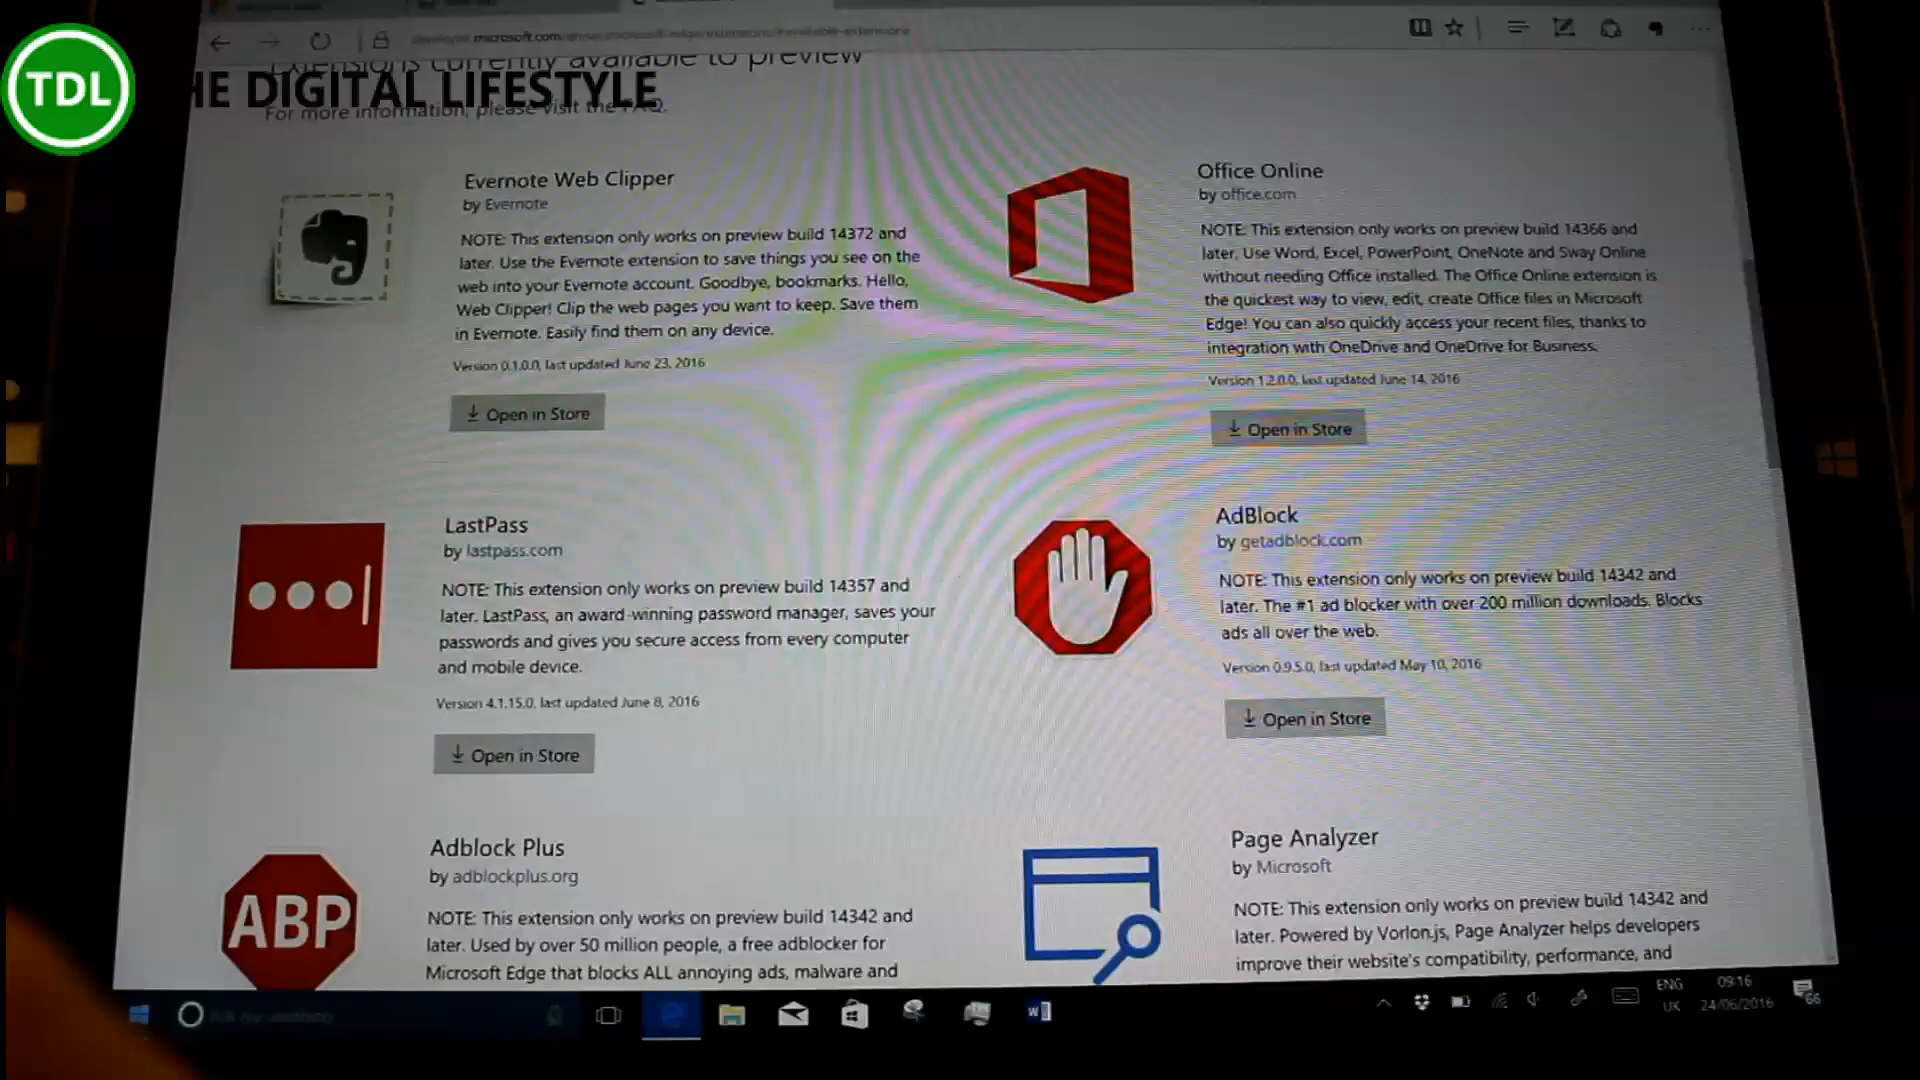 TDL
HE DIGITAL LIFESTYLE
Extensions currently available to preview
For more information, please visit the FAQ.
Evernote Web Clipper
by Evernote
NOTE: This extension only works on preview build 14372 and
later. Use the Evernote extension to save things you see on the
web into your Evernote account. Goodbye, bookmarks. Hello,
Web Clipper! Clip the web pages you want to keep. Save them
in Evernote. Easily find them on any device.
Version 0.1.0.0, last updated June 23, 2016
Open in Store
Office Online
by office.com
NOTE: This extension only works on preview build 14366 and
later. Use Word, Excel, PowerPoint, OneNote and Sway Online
without needing Office installed. The Office Online extension is
the quickest way to view, edit, create Office files in Microsoft
Edge! You can also quickly access your recent files, thanks to
integration with OneDrive and OneDrive for Business.
Version 1.2.0.0, last updated June 14, 2016
Open in Store
LastPass
by lastpass.com
NOTE: This extension only works on preview build 14357 and
later. LastPass, an award-winning password manager, saves your
passwords and gives you secure access from every computer
and mobile device.
Version 4.1.15.0, last updated June 8, 2016
Open in Store
AdBlock
by getadblock.com
NOTE: This extension only works on preview build 14342 and
later. The #1 ad blocker with over 200 million downloads. Blocks
ads all over the web.
Version 0.9.5.0, last updated May 10, 2016
Open in Store
ABP
Adblock Plus
by adblockplus.org
NOTE: This extension only works on preview build 14342 and
later. Used by over 50 million people, a free adblocker for
Microsoft Edge that blocks ALL annoying ads, malware and
Page Analyzer
by Microsoft
NOTE: This extension only works on preview build 14342 and
later. Powered by Vorlon.js, Page Analyzer helps developers
improve their website's compatibility, performance, and
ENG
UK
09:16
24/06/2016
66